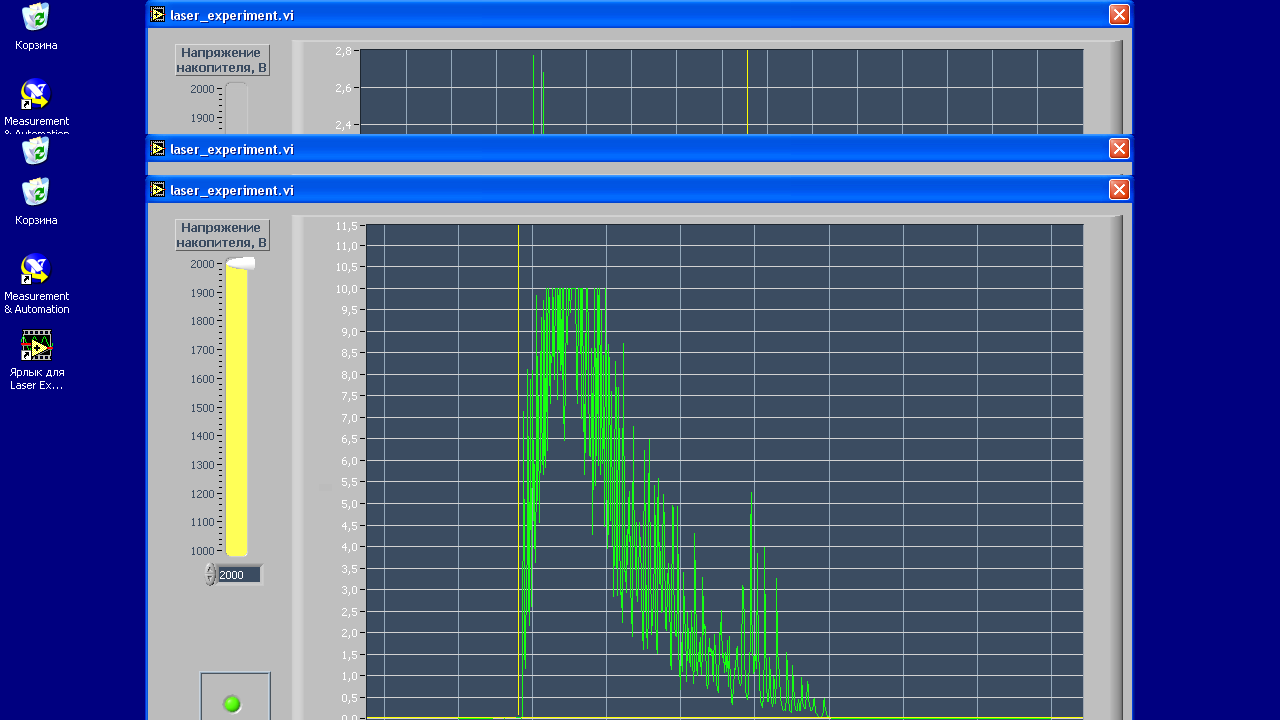 laser_experiment.vi
Корзина
Напряжение
накопителя, В
2,8
2000
2,6
Measurement
1900
2,4
laser_experiment.vi
laser_experiment.vi
Корзина
Напряжение
накопителя, В
11,5
11,0
2000
10,5
Measurement
& Automation
1900
10,0
9,5
1800
9,0
1700
8,5
Ярлык для
Laser Ex...
1600
8,0
7,5
1500
7,0
1400
6,5
1300
6,0
5,5
1200
5,0
1100
4,5
1000
4,0
2000
3,5
3,0
2,5
2,0
1,5
1,0
0,5
0,0